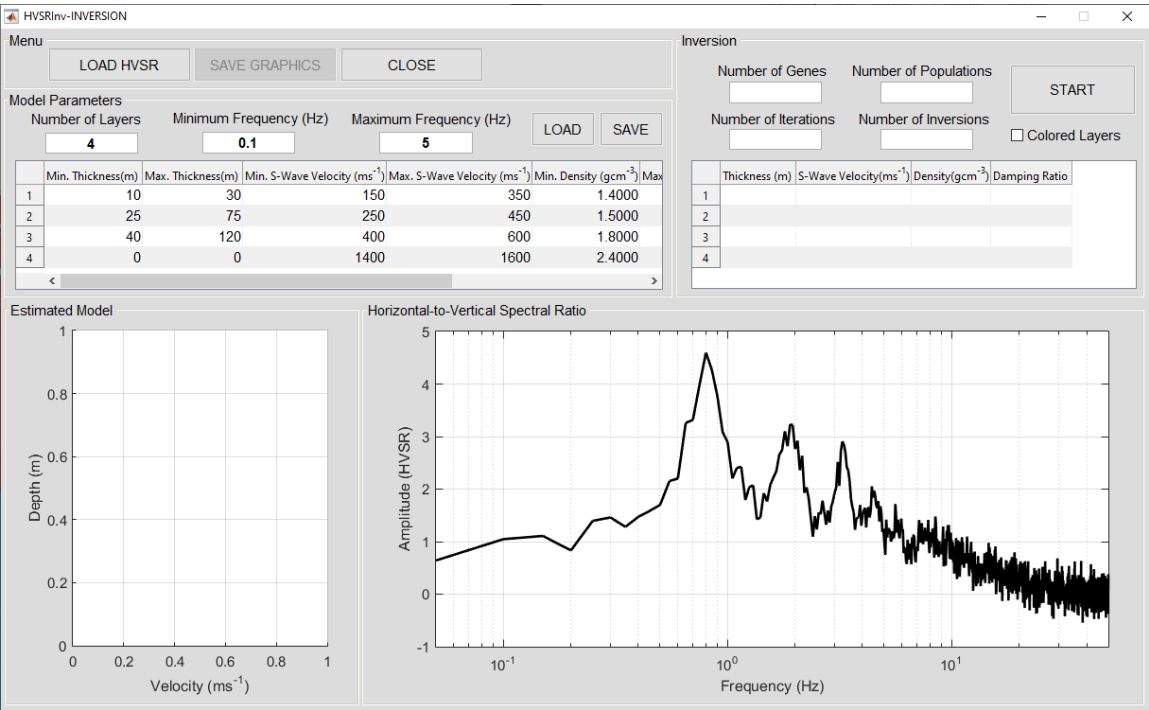 HVSRInv-INVERSION
Menu
LOAD HVSR SAVE GRAPHICS CLOSE
Model Parameters
Number of Layers Minimum Frequency (Hz) Maximum Frequency (Hz) LOAD SAVE
4 0.1 5
Min. Thickness(m) Max. Thickness(m) Min. S-Wave Velocity (ms-1) Max. S-Wave Velocity (ms-1) Min. Density (gcm-3) Max
1 10 30 150 350 1.4000
2 25 75 250 450 1.5000
3 40 120 400 600 1.8000
4 0 0 1400 1600 2.4000
Inversion
Number of Genes Number of Populations START
Number of Iterations Number of Inversions Colored Layers
Thickness (m) S-Wave Velocity(ms-1) Density(gcm-3) Damping Ratio
1
2
3
4
Estimated Model
1
0.8
0.6
0.4
0.2
0
Depth (m)
0 0.2 0.4 0.6 0.8 1
Velocity (ms-1)
Horizontal-to-Vertical Spectral Ratio
5
4
3
2
1
0
-1
Amplitude (HVSR)
10-1 100 101
Frequency (Hz)